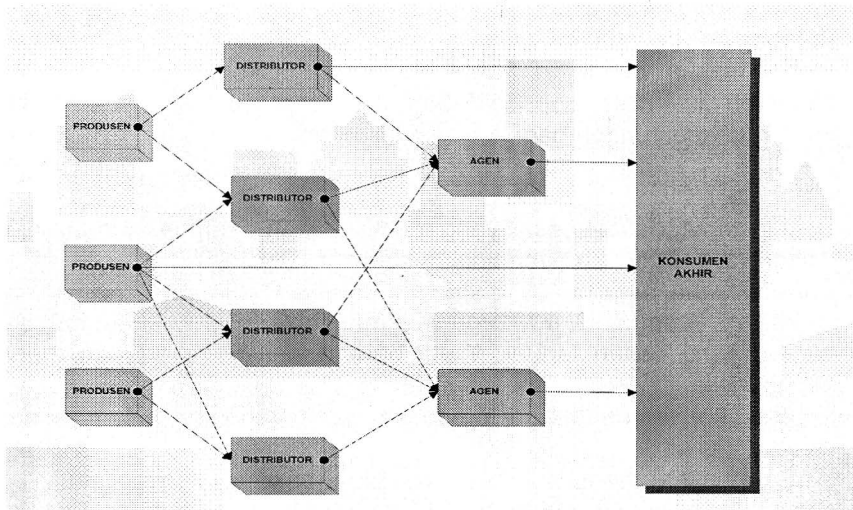 DISTRIBUTOR
PRODUSEN
AGEN
DISTRIBUTOR
PRODUSEN
KONSUMEN
AKHIR
DISTRIBUTOR
PRODUSEN
AGEN
DISTRIBUTOR